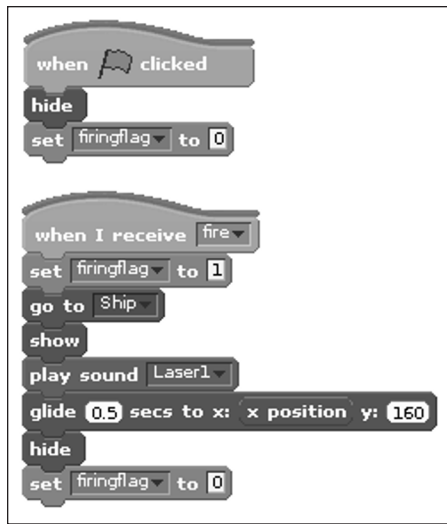 when clicked
hide
set firingflag to 0
when I receive fire
set firingflag to 1
go to Ship
show
play sound Laser1
glide 0.5 secs to x: x position y: 160
hide
set firingflag to 0